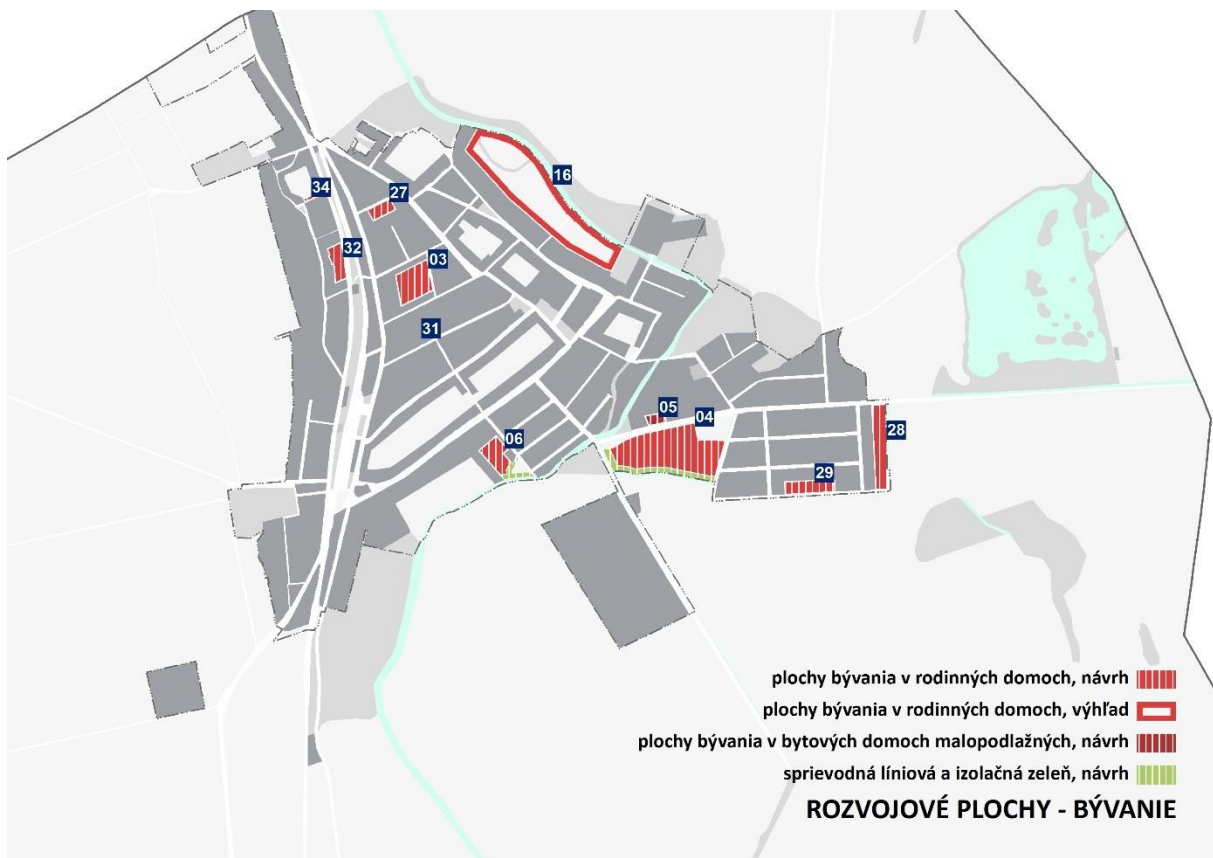 16
34
27
32
03
31
05
04
06
28
29
plochy bývania v rodinných domoch, návrh
plochy bývania v rodinných domoch, výhľad
plochy bývania v bytových domoch malopodlažných, návrh
sprievodná líniová a izolačná zeleň, návrh
ROZVOJOVÉ PLOCHY - BÝVANIE